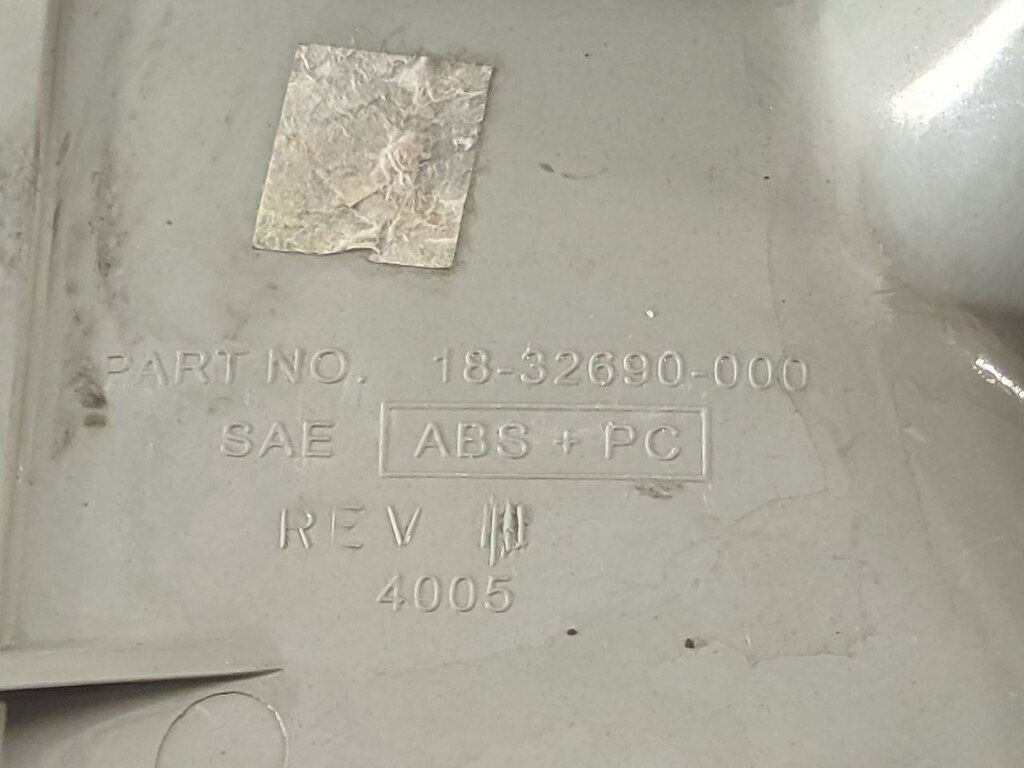 PART NO. 18-32690-000
SAE ABS + PC
REV
4005